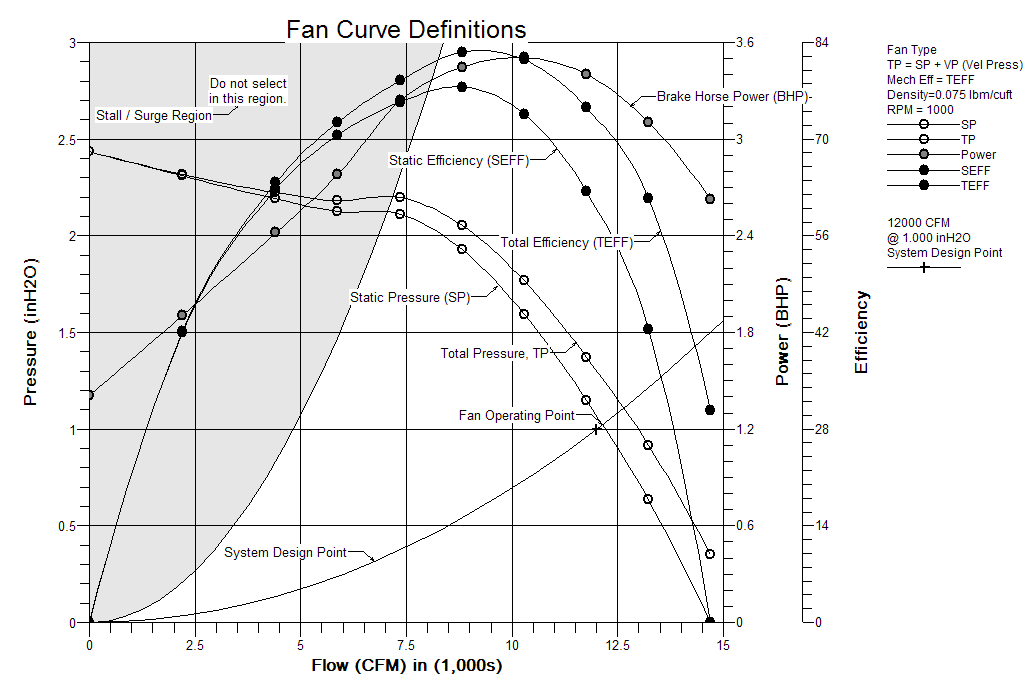 Fan Curve Definitions
3
2.5
2
1.5
1
0.5
0
Pressure (inH2O)
Do not select
in this region.
Stall / Surge Region
Brake Horse Power (BHP)
Static Efficiency (SEFF)
Total Efficiency (TEFF)
Static Pressure (SP)
Total Pressure, TP
Fan Operating Point
System Design Point
0
2.5
5
7.5
10
12.5
15
Flow (CFM) in (1,000s)
3.6
3
2.4
1.8
1.2
0.6
0
Power (BHP)
84
70
56
42
28
14
0
Efficiency
Fan Type
TP = SP + VP (Vel Press)
Mech Eff = TEFF
Density=0.075 lbm/cuft
RPM = 1000
SP
TP
Power
SEFF
TEFF
12000 CFM
@ 1.000 inH2O
System Design Point